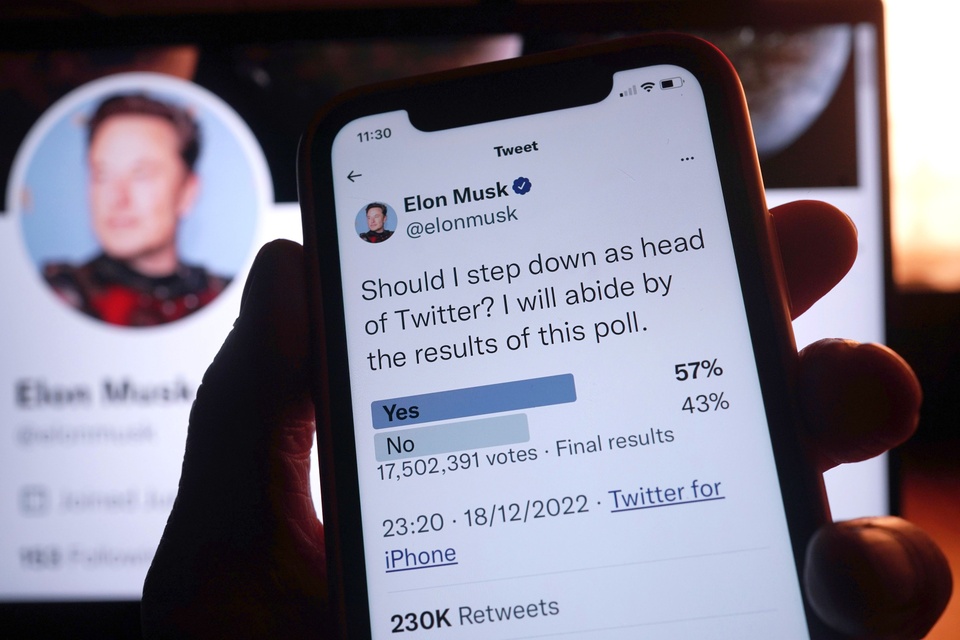 11:30
Tweet
Elon Musk
@elonmusk
Should I step down as head
of Twitter? I will abide by
the results of this poll.
Yes 57%
No 43%
17,502,391 votes · Final results
23:20 · 18/12/2022 · Twitter for
iPhone
230K Retweets
Elon Musk
@elonmusk
Joined